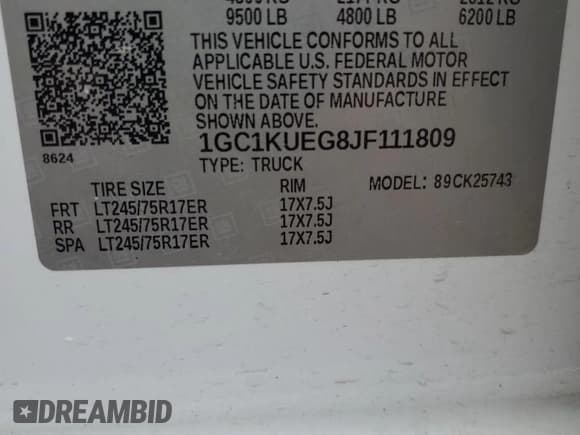 9500 LB 4800 LB 6200 LB
THIS VEHICLE CONFORMS TO ALL
APPLICABLE U.S. FEDERAL MOTOR
VEHICLE SAFETY STANDARDS IN EFFECT
ON THE DATE OF MANUFACTURE
SHOWN ABOVE.
8624
1GC1KUEG8JF111809
TYPE: TRUCK MODEL: 89CK25743
TIRE SIZE RIM
FRT LT245/75R17ER 17X7.5J
RR LT245/75R17ER 17X7.5J
SPA LT245/75R17ER 17X7.5J
DREAMBID